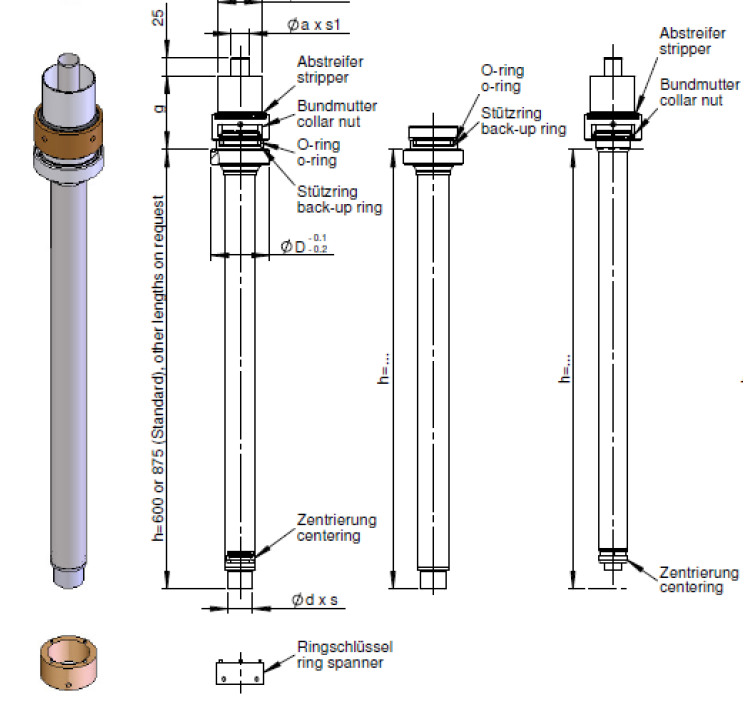 25
Øa x s1
Abstreifer
stripper
g
Bundmutter
collar nut
O-ring
o-ring
Stützring
back-up ring
ØD -0.1
-0.2
h=600 or 875 (Standard), other lengths on request
Zentrierung
centering
Ød x s
Ringschlüssel
ring spanner
O-ring
o-ring
Stützring
back-up ring
h=...
Abstreifer
stripper
Bundmutter
collar nut
h=...
Zentrierung
centering